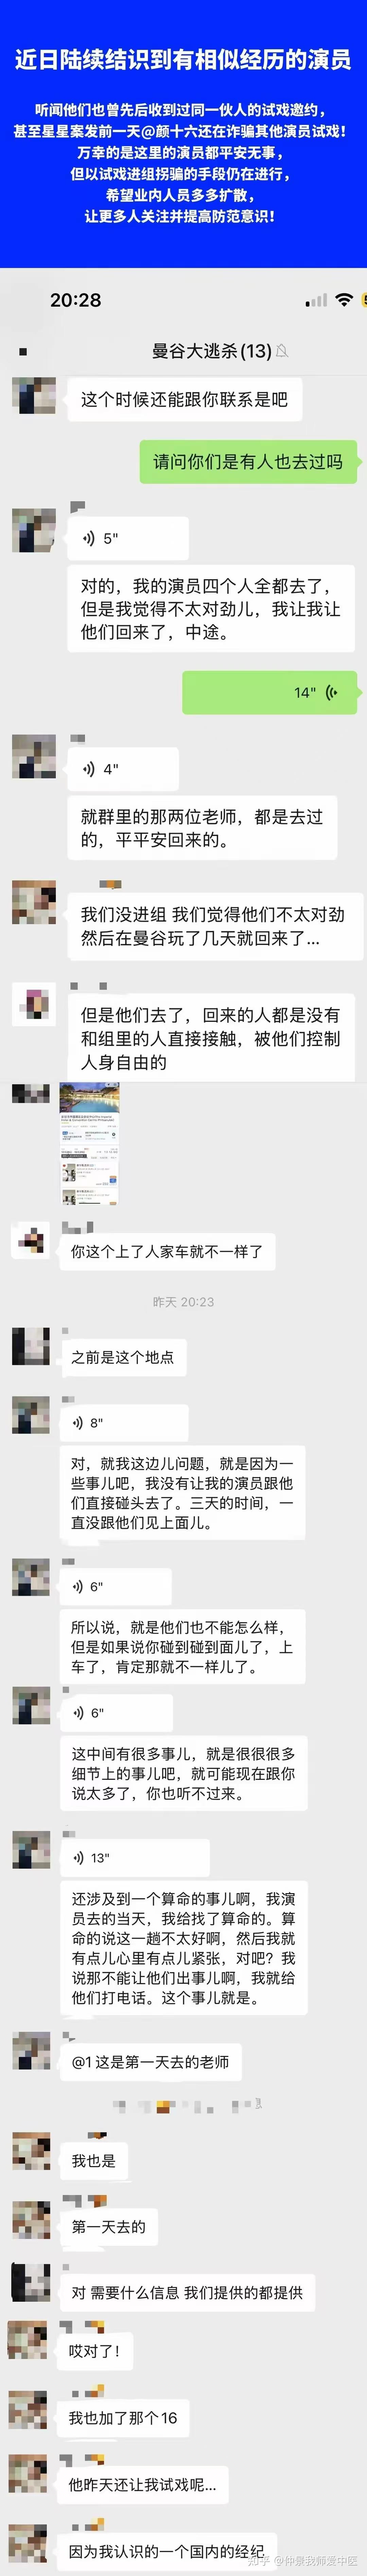 近日陆续结识到有相似经历的演员
听闻他们也曾先后收到过同一伙人的试戏邀约，
甚至星星案发前一天@颜十六还在诈骗其他演员试戏！
万幸的是这里的演员都平安无事，
但以试戏进组拐骗的手段仍在进行，
希望业内人员多多扩散，
让更多人关注并提高防范意识！
20:28
曼谷大逃杀(13)
这个时候还能跟你联系是吧
请问你们是有人也去过吗
5"
对的，我的演员四个人全都去了，
但是我觉得不太对劲儿，我让我让
他们回来了，中途。
14"
4"
就群里的那两位老师，都是去过
的，平平安回来的。
我们没进组 我们觉得他们不太对劲
然后在曼谷玩了几天就回来了...
但是他们去了，回来的人都是没有
和组里的人直接接触，被他们控制
人身自由的
你这个上了人家车就不一样了
昨天 20:23
之前是这个地点
8"
对，就我这边儿问题，就是因为一
些事儿吧，我没有让我的演员跟他
们直接碰头去了。三天的时间，一
直没跟他们见上面儿。
6"
所以说，就是他们也不能怎么样，
但是如果说你碰到碰到面儿了，上
车了，肯定那就不一样儿了。
6"
这中间有很多事儿，就是很很很多
细节上的事儿吧，就可能现在跟你
说太多了，你也听不过来。
13"
还涉及到一个算命的事儿啊，我演
员去的当天，我给找了算命的。算
命的说这一趟不太好啊，然后我就
有点儿心里有点儿紧张，对吧？我
说那不能让他们出事儿啊，我就给
他们打电话。这个事儿就是。
@1 这是第一天去的老师
我也是
第一天去的
对 需要什么信息 我们提供的都提供
哎对了！
我也加了那个16
他昨天还让我试戏呢...
因为我认识的一个国内的经纪
知乎 @仲景我师爱中医